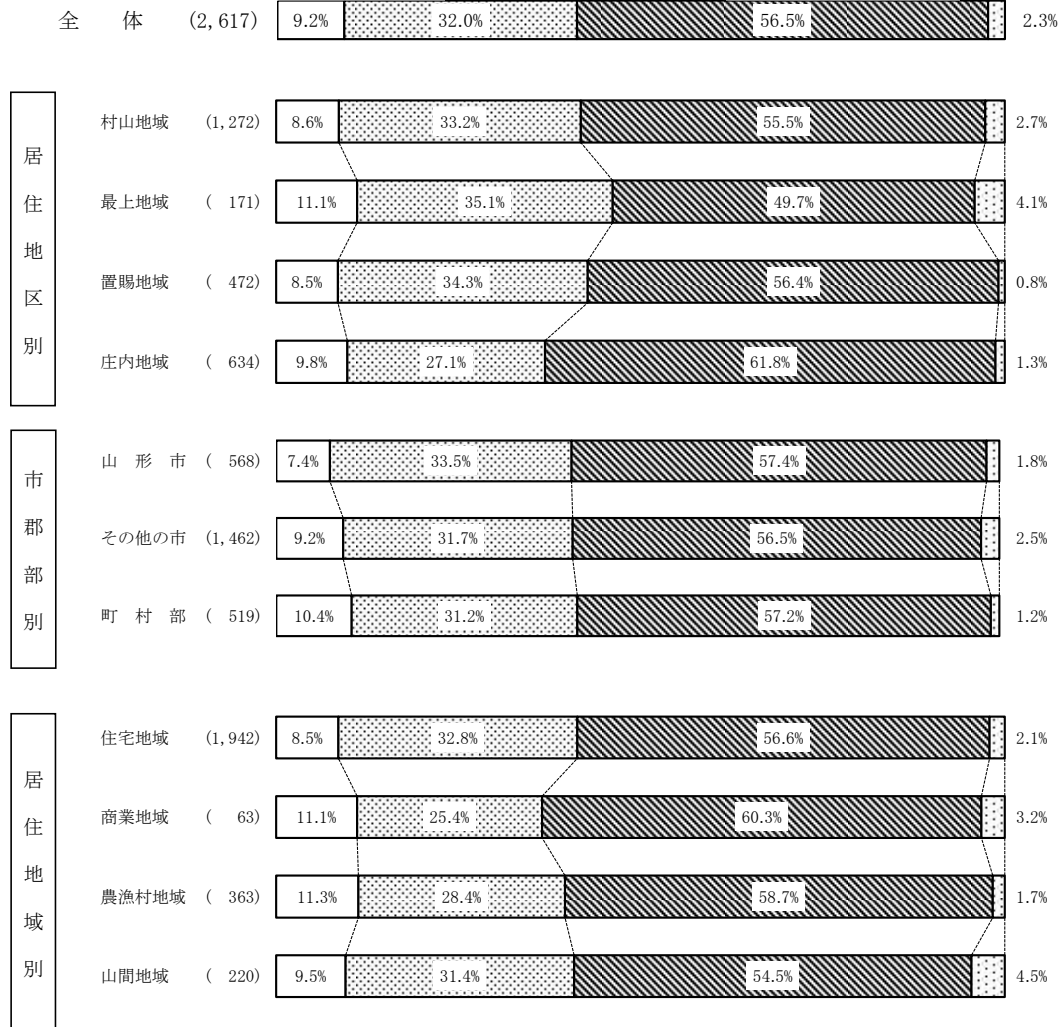 全 体 (2,617) 9.2% 32.0% 56.5% 2.3%
居住地区別
村山地域 (1,272) 8.6% 33.2% 55.5% 2.7%
最上地域 ( 171) 11.1% 35.1% 49.7% 4.1%
置賜地域 ( 472) 8.5% 34.3% 56.4% 0.8%
庄内地域 ( 634) 9.8% 27.1% 61.8% 1.3%
市郡部別
山 形 市 ( 568) 7.4% 33.5% 57.4% 1.8%
その他の市 (1,462) 9.2% 31.7% 56.5% 2.5%
町 村 部 ( 519) 10.4% 31.2% 57.2% 1.2%
居住地域別
住宅地域 (1,942) 8.5% 32.8% 56.6% 2.1%
商業地域 ( 63) 11.1% 25.4% 60.3% 3.2%
農漁村地域 ( 363) 11.3% 28.4% 58.7% 1.7%
山間地域 ( 220) 9.5% 31.4% 54.5% 4.5%